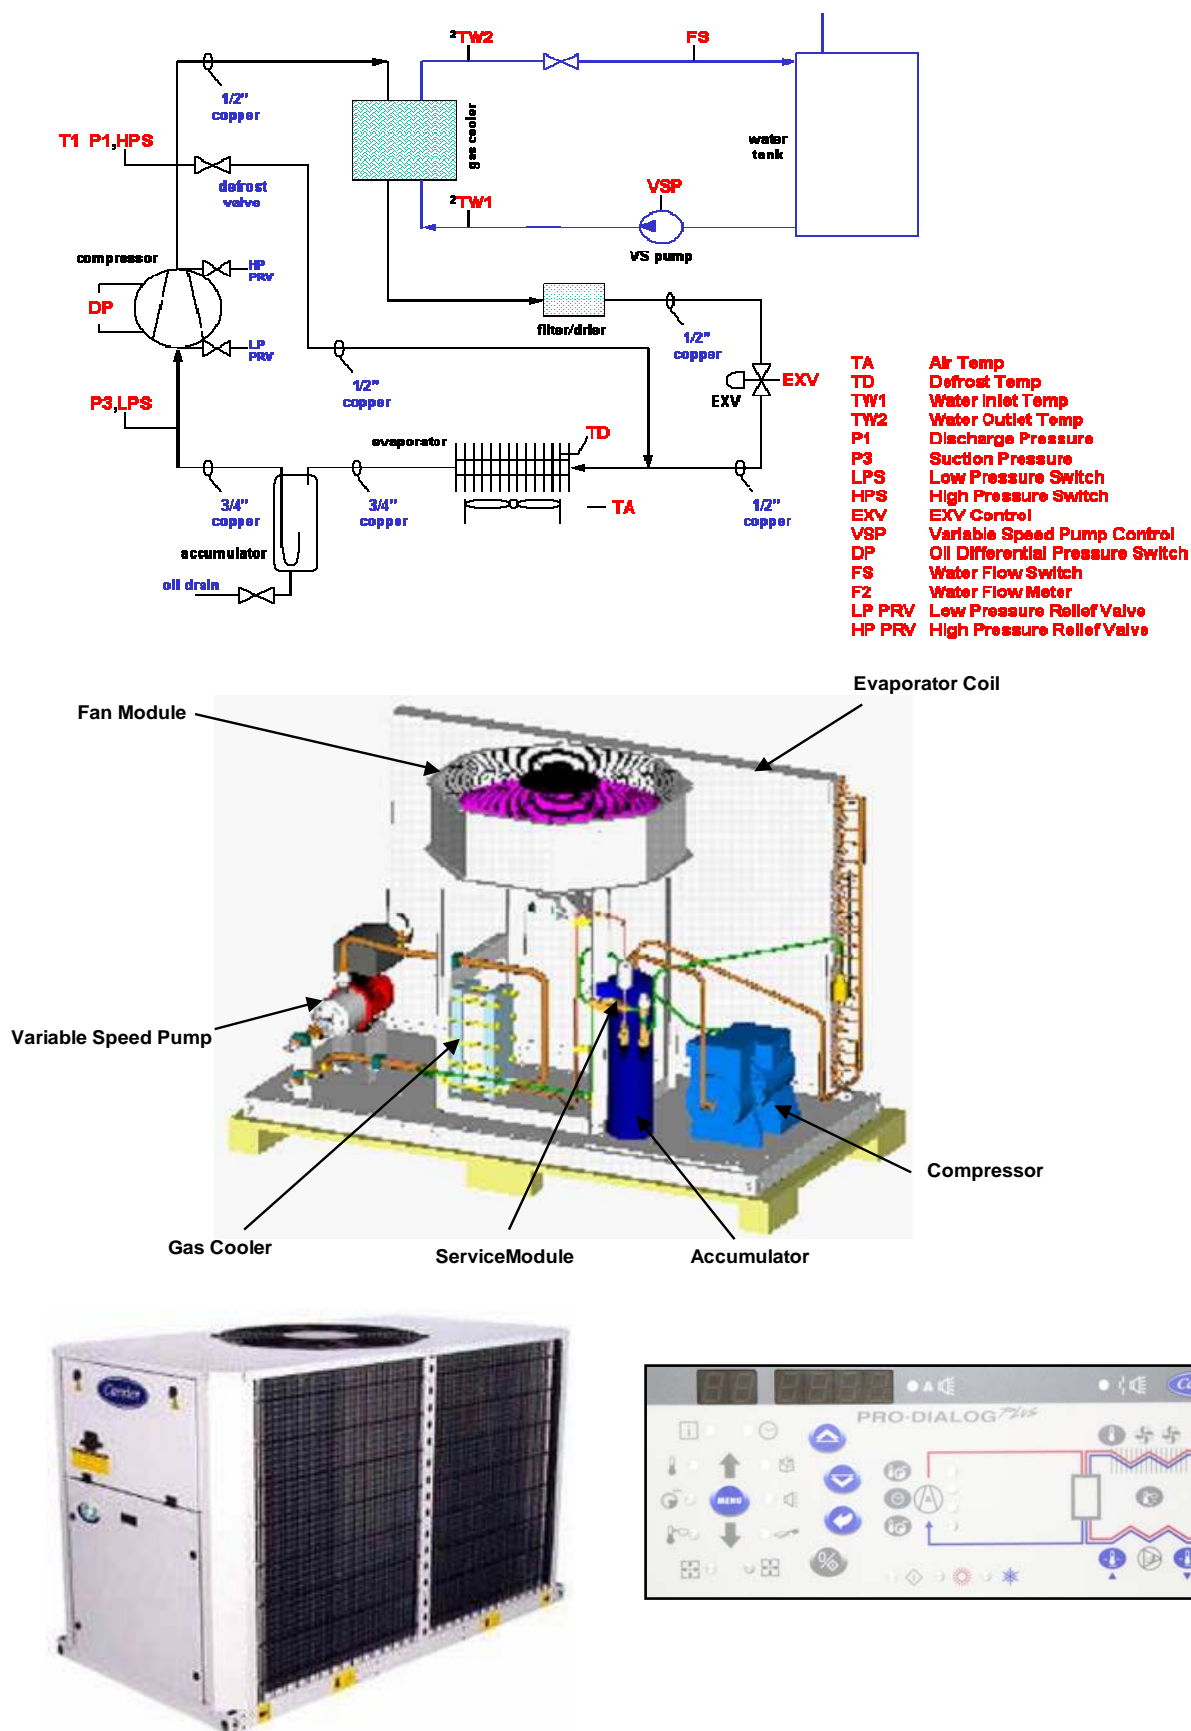 ²TW2
FS
1/2"
copper
gas cooler
water
tank
T1 P1,HPS
defrost
valve
²TW1
VSP
VS pump
compressor
HP
PRV
DP
LP
PRV
filter/drier
1/2"
copper
1/2"
copper
EXV
EXV
P3,LPS
evaporator
TD
TA
3/4"
copper
3/4"
copper
1/2"
copper
accumulator
oil drain
TA Air Temp
TD Defrost Temp
TW1 Water Inlet Temp
TW2 Water Outlet Temp
P1 Discharge Pressure
P3 Suction Pressure
LPS Low Pressure Switch
HPS High Pressure Switch
EXV EXV Control
VSP Variable Speed Pump Control
DP Oil Differential Pressure Switch
FS Water Flow Switch
F2 Water Flow Meter
LP PRV Low Pressure Relief Valve
HP PRV High Pressure Relief Valve
Evaporator Coil
Fan Module
Variable Speed Pump
Compressor
Gas Cooler
ServiceModule
Accumulator
Carrier
A
PRO-DIALOG PLUS
MENU